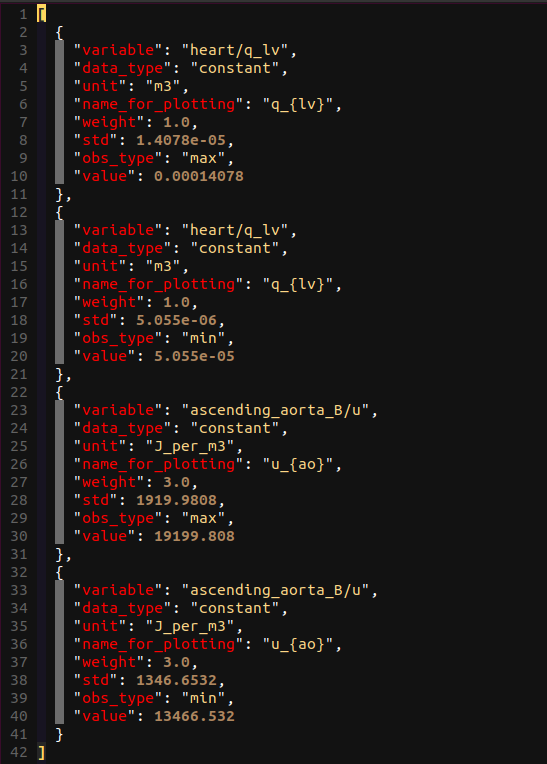 1 [
2 {
3 "variable": "heart/q_lv",
4 "data_type": "constant",
5 "unit": "m3",
6 "name_for_plotting": "q_{lv}",
7 "weight": 1.0,
8 "std": 1.4078e-05,
9 "obs_type": "max",
10 "value": 0.00014078
11 },
12 {
13 "variable": "heart/q_lv",
14 "data_type": "constant",
15 "unit": "m3",
16 "name_for_plotting": "q_{lv}",
17 "weight": 1.0,
18 "std": 5.055e-06,
19 "obs_type": "min",
20 "value": 5.055e-05
21 },
22 {
23 "variable": "ascending_aorta_B/u",
24 "data_type": "constant",
25 "unit": "J_per_m3",
26 "name_for_plotting": "u_{ao}",
27 "weight": 3.0,
28 "std": 1919.9808,
29 "obs_type": "max",
30 "value": 19199.808
31 },
32 {
33 "variable": "ascending_aorta_B/u",
34 "data_type": "constant",
35 "unit": "J_per_m3",
36 "name_for_plotting": "u_{ao}",
37 "weight": 3.0,
38 "std": 1346.6532,
39 "obs_type": "min",
40 "value": 13466.532
41 }
42 ]